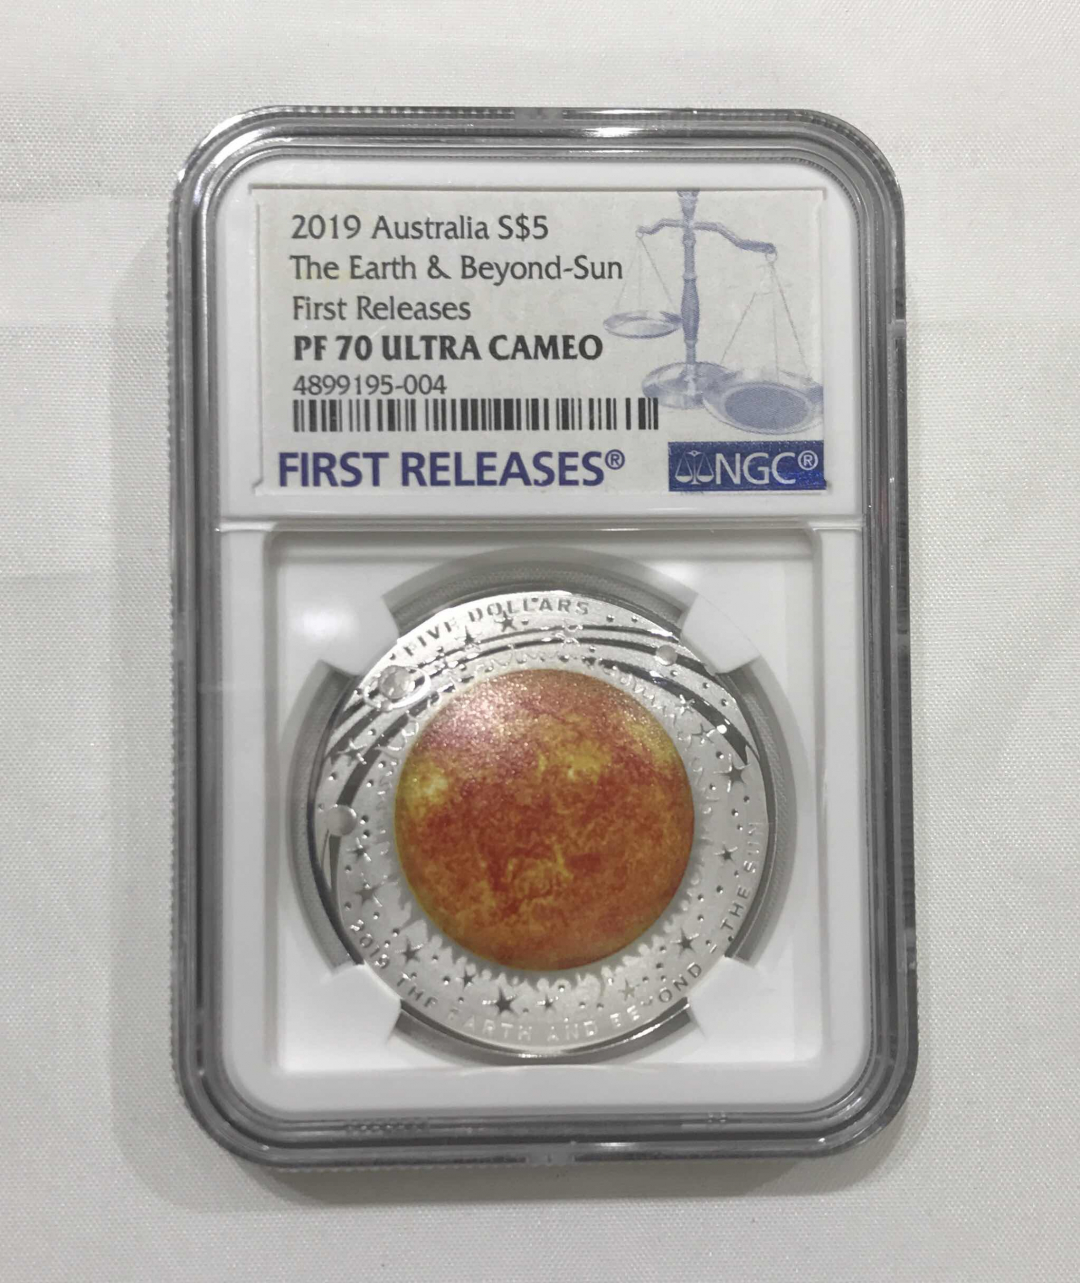 2019 Australia S$5
The Earth & Beyond-Sun
First Releases
PF 70 ULTRA CAMEO
4899195-004
FIRST RELEASES®
NGC®
FIVE DOLLARS
2019 THE EARTH AND BEYOND - THE SUN